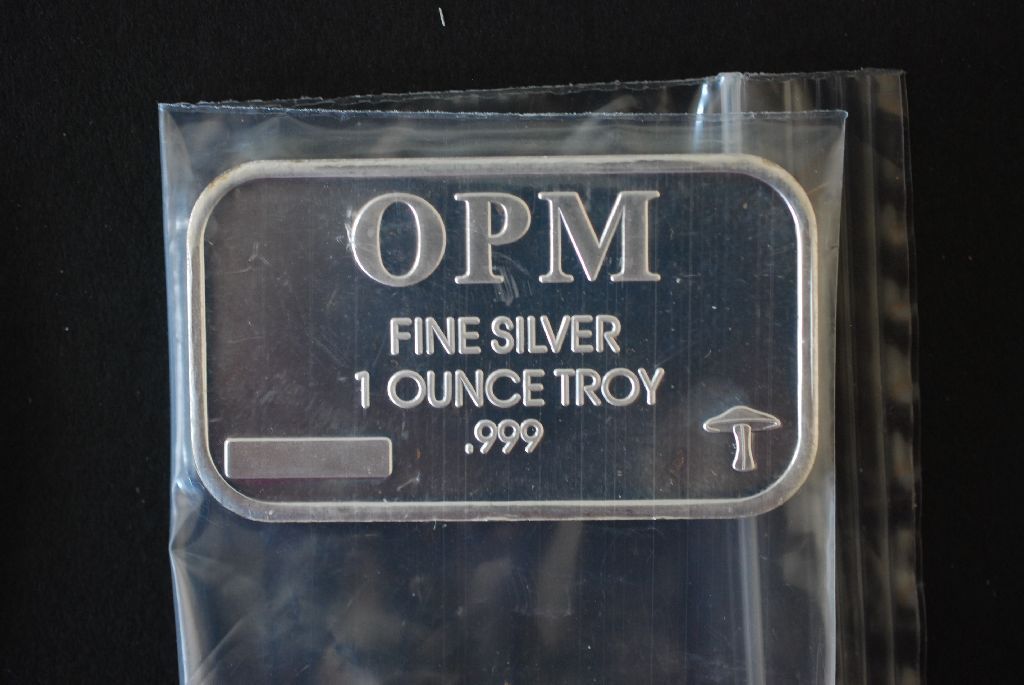 OPM
FINE SILVER
1 OUNCE TROY
.999